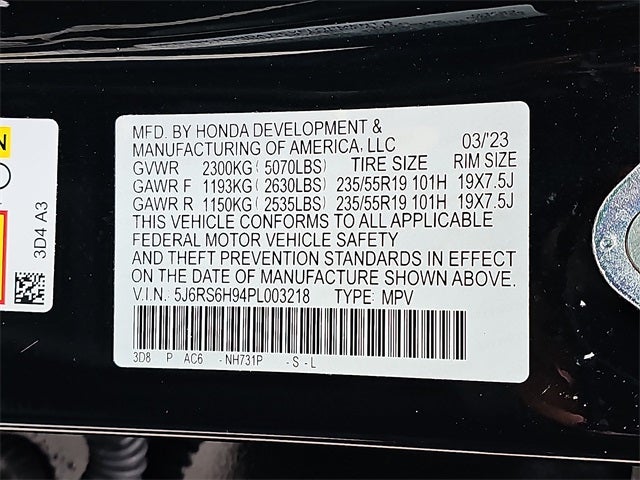 MFD. BY HONDA DEVELOPMENT &
MANUFACTURING OF AMERICA, LLC 03/'23
GVWR 2300KG ( 5070LBS) TIRE SIZE RIM SIZE
GAWR F 1193KG ( 2630LBS) 235/55R19 101H 19X7.5J
GAWR R 1150KG ( 2535LBS) 235/55R19 101H 19X7.5J
THIS VEHICLE CONFORMS TO ALL APPLICABLE
FEDERAL MOTOR VEHICLE SAFETY
AND THEFT PREVENTION STANDARDS IN EFFECT
ON THE DATE OF MANUFACTURE SHOWN ABOVE.
V.I.N: 5J6RS6H94PL003218 TYPE: MPV
3D8 P AC6 - NH731P - S - L
3D4 A3
N